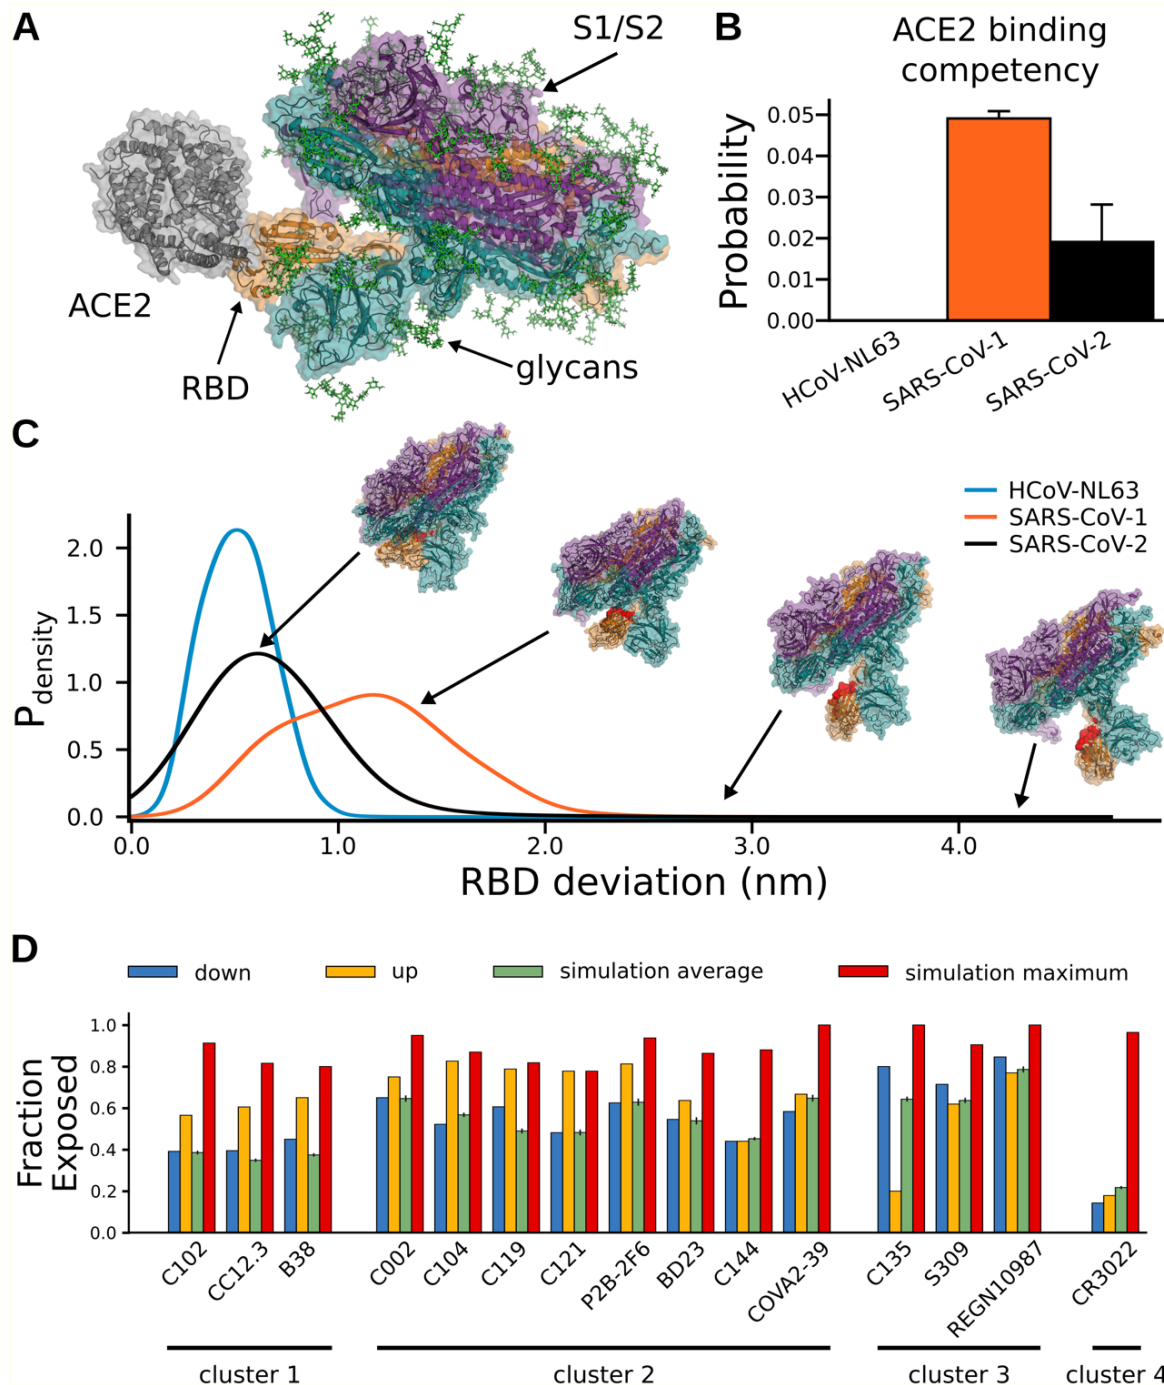 A
S1/S2
ACE2
RBD
glycans
B
ACE2 binding
competency
Probability
0.05
0.04
0.03
0.02
0.01
0.00
HCoV-NL63
SARS-CoV-1
SARS-CoV-2
C
HCoV-NL63
SARS-CoV-1
SARS-CoV-2
Pdensity
2.0
1.5
1.0
0.5
0.0
0.0 1.0 2.0 3.0 4.0
RBD deviation (nm)
D
down up simulation average simulation maximum
Fraction
Exposed
1.0
0.8
0.6
0.4
0.2
0.0
C102
CC12.3
B38
C002
C104
C119
C121
P2B-2F6
BD23
C144
COVA2-39
C135
S309
REGN10987
CR3022
cluster 1 cluster 2 cluster 3 cluster 4